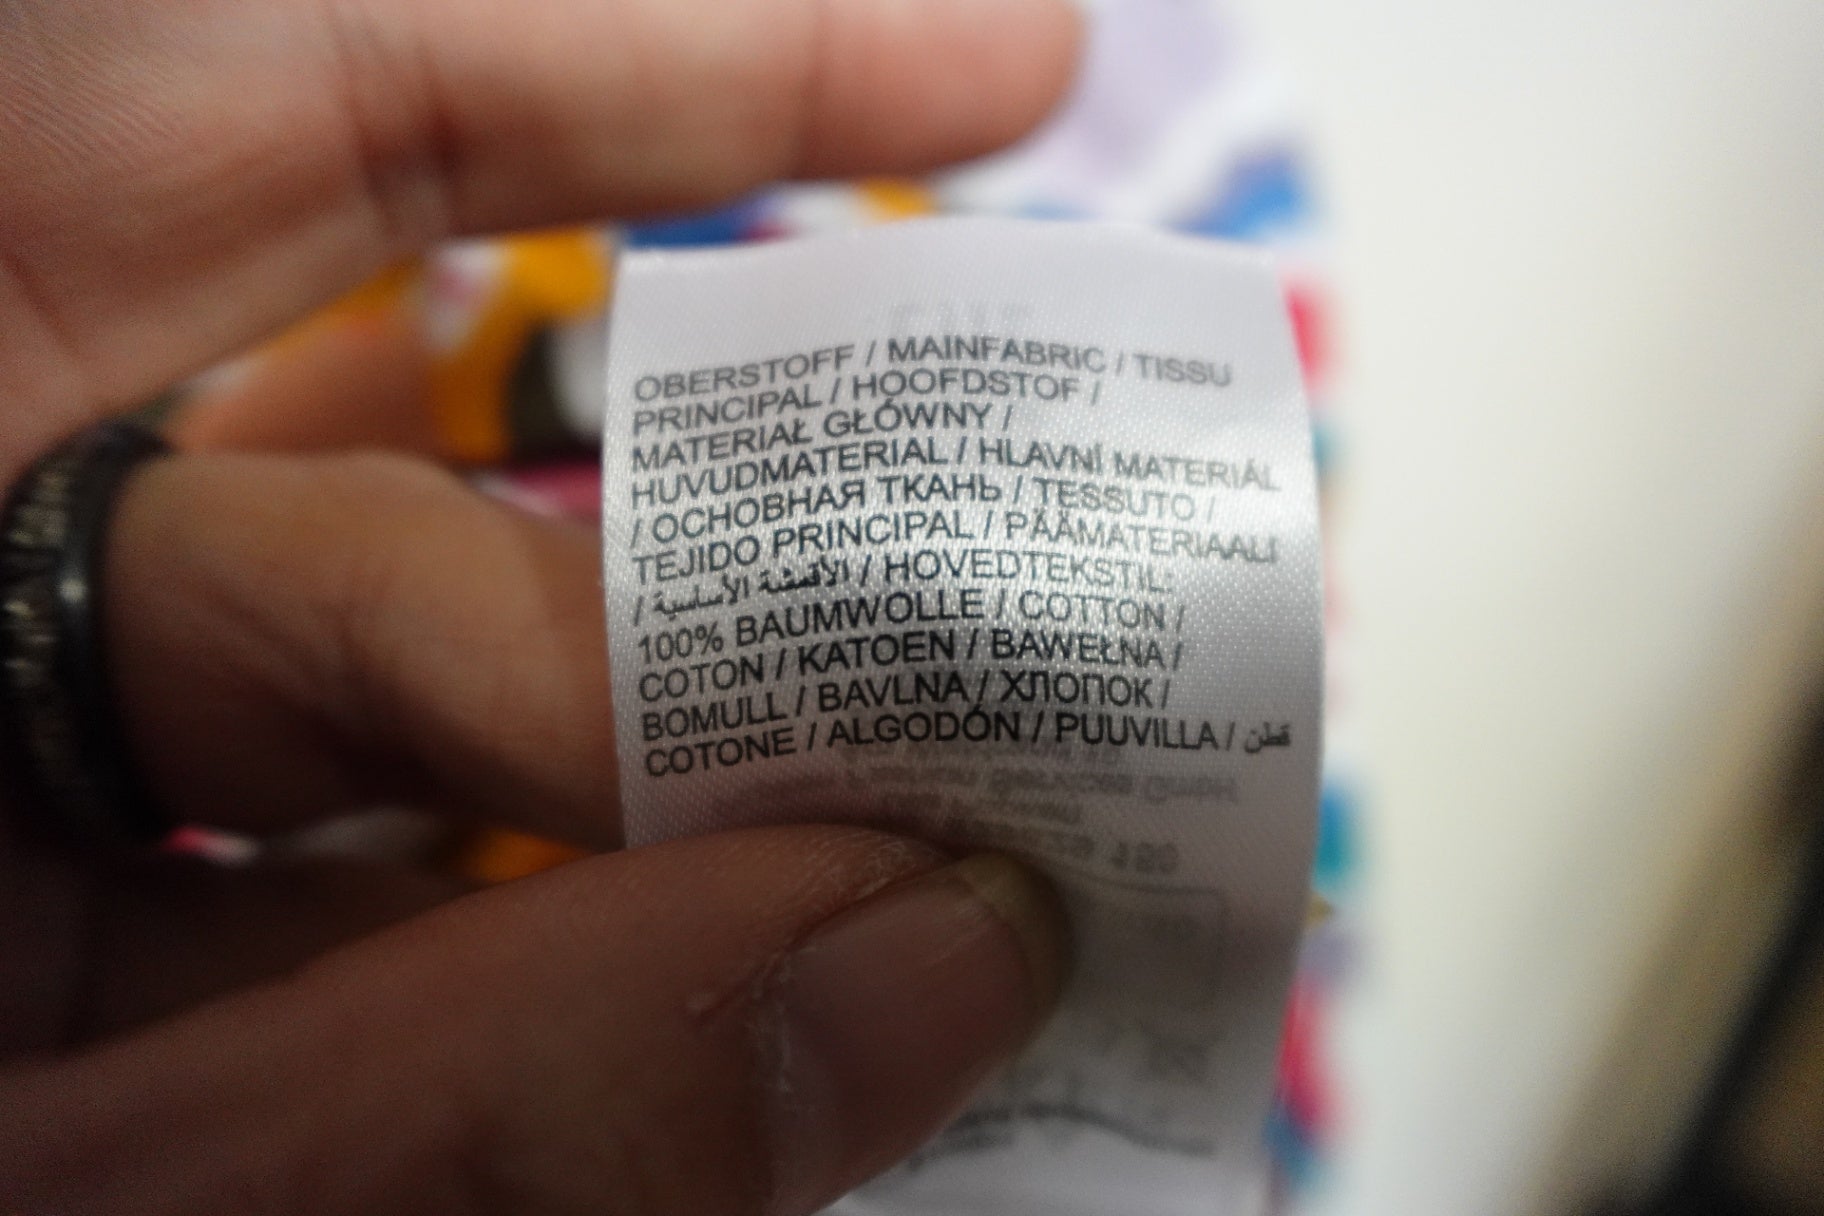 OBERSTOFF / MAINFABRIC / TISSU
PRINCIPAL / HOOFDSTOF /
MATERIAŁ GŁÓWNY /
HUVUDMATERIAL / HLAVNÍ MATERIÁL
/ ОСНОВНАЯ ТКАНЬ / TESSUTO /
TEJIDO PRINCIPAL / PÄÄMATERIAALI
/ الأقمشة الأساسية / HOVEDTEKSTIL:
100% BAUMWOLLE / COTTON /
COTON / KATOEN / BAWEŁNA /
BOMULL / BAVLNA / ХЛОПОК /
COTONE / ALGODÓN / PUUVILLA / قطن